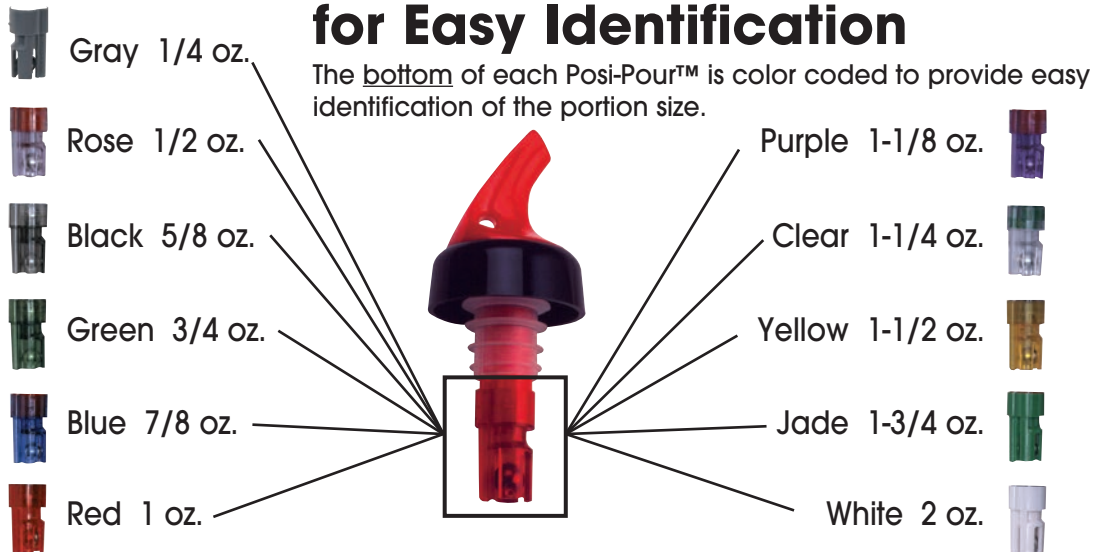 for Easy Identification
The bottom of each Posi-Pour™ is color coded to provide easy
identification of the portion size.
Gray 1/4 oz.
Rose 1/2 oz.
Black 5/8 oz.
Green 3/4 oz.
Blue 7/8 oz.
Red 1 oz.
Purple 1-1/8 oz.
Clear 1-1/4 oz.
Yellow 1-1/2 oz.
Jade 1-3/4 oz.
White 2 oz.